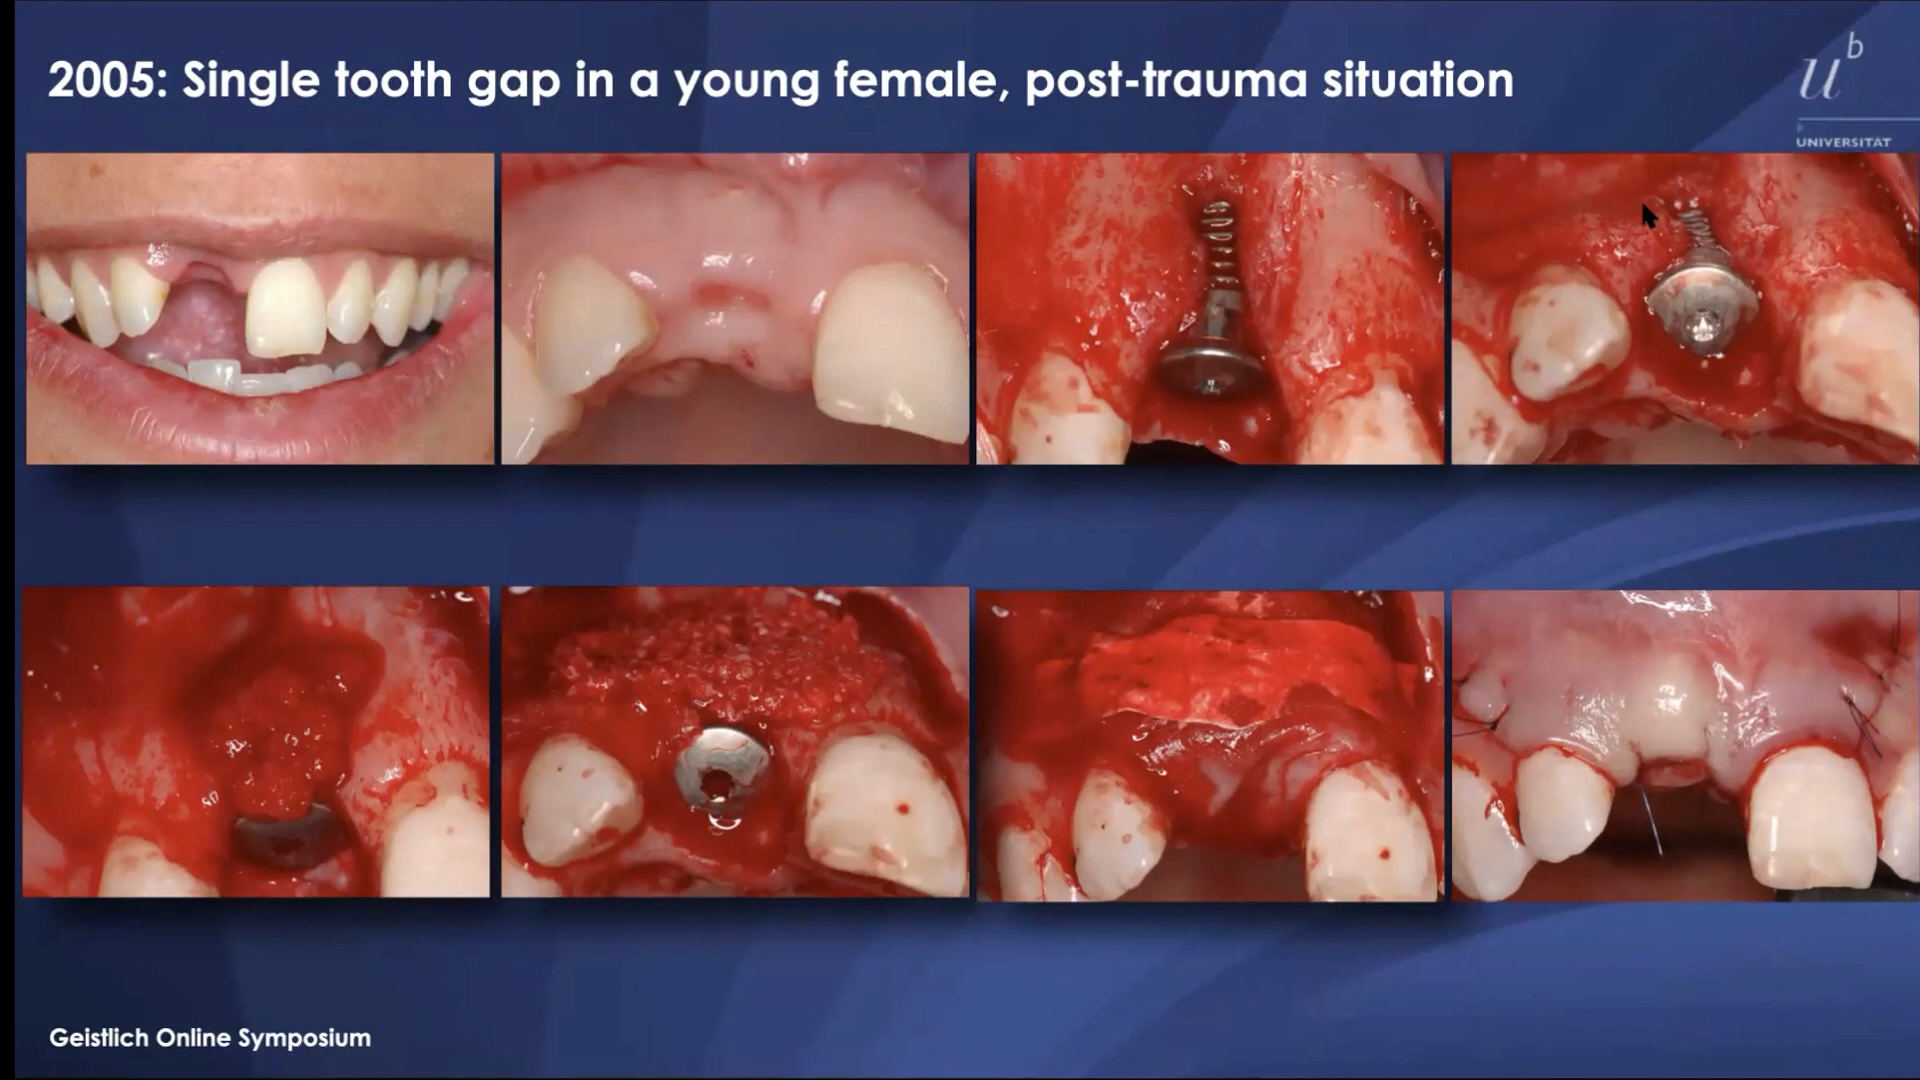 2005: Single tooth gap in a young female, post-trauma situation
u
b
b
UNIVERSITÄT
Geistlich Online Symposium